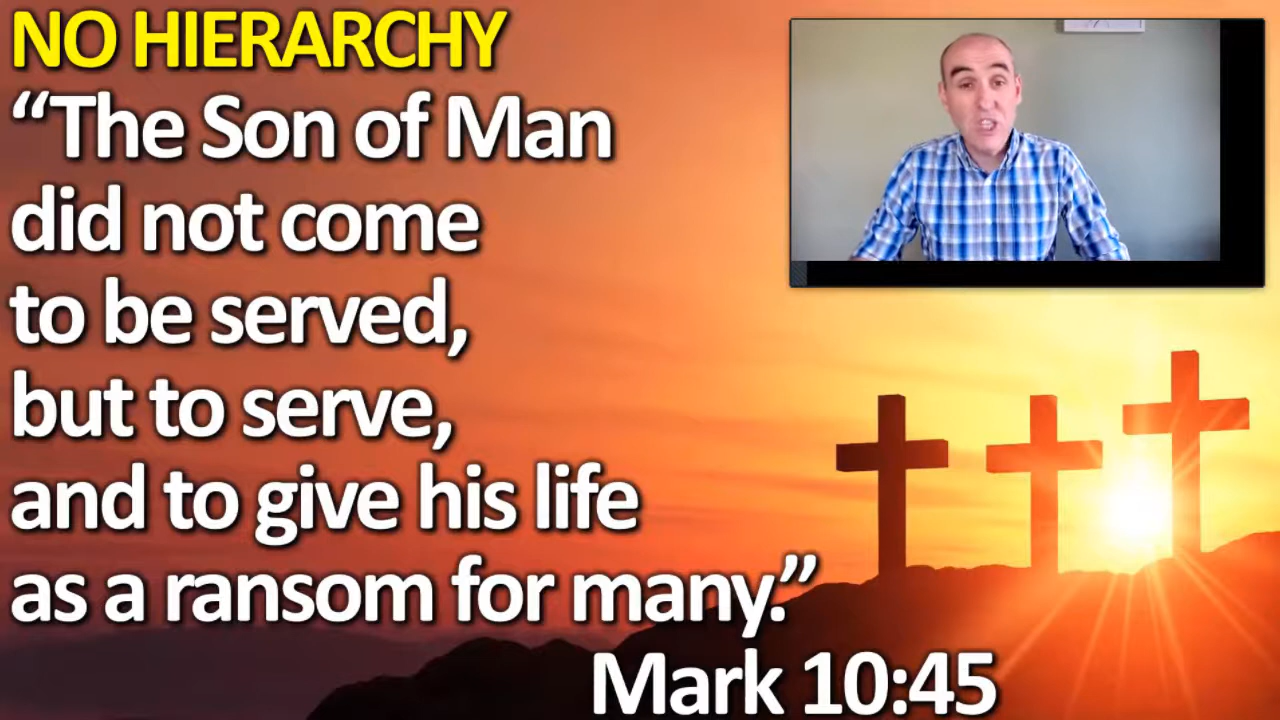 NO HIERARCHY
“The Son of Man
did not come
to be served,
but to serve,
and to give his life
as a ransom for many.”
Mark 10:45